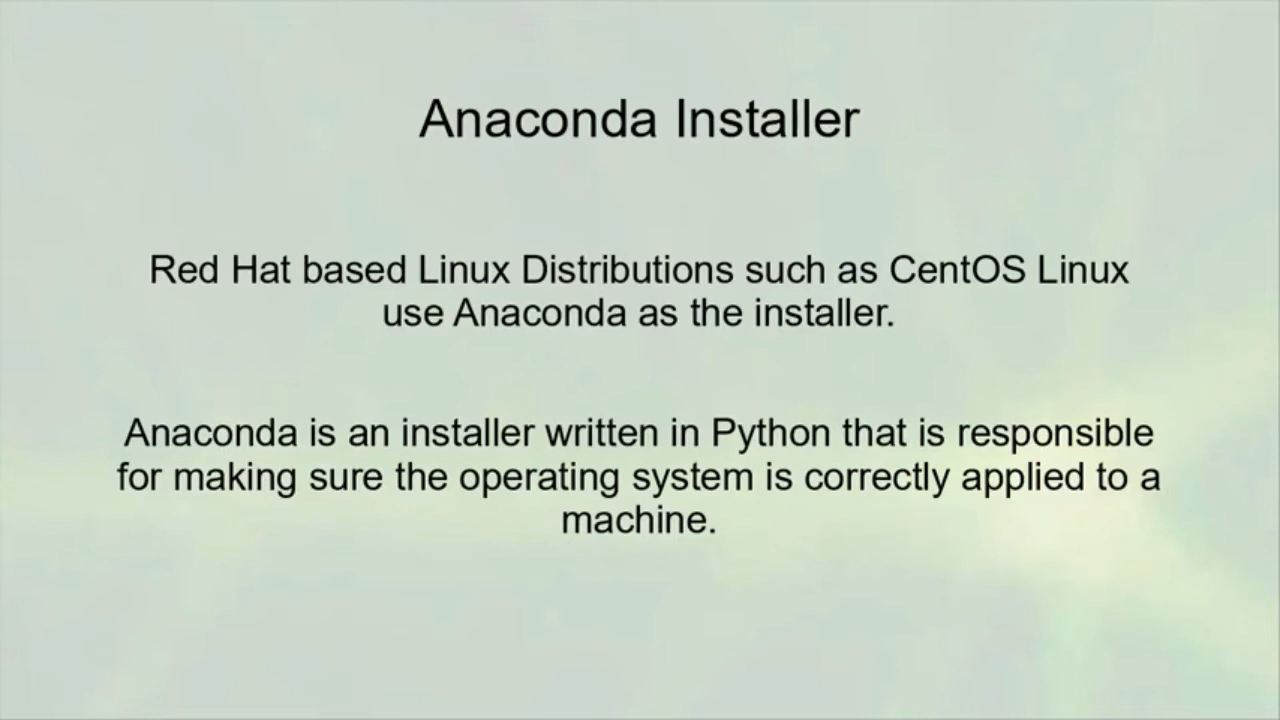 Anaconda Installer
Red Hat based Linux Distributions such as CentOS Linux
use Anaconda as the installer.
Anaconda is an installer written in Python that is responsible
for making sure the operating system is correctly applied to a
machine.